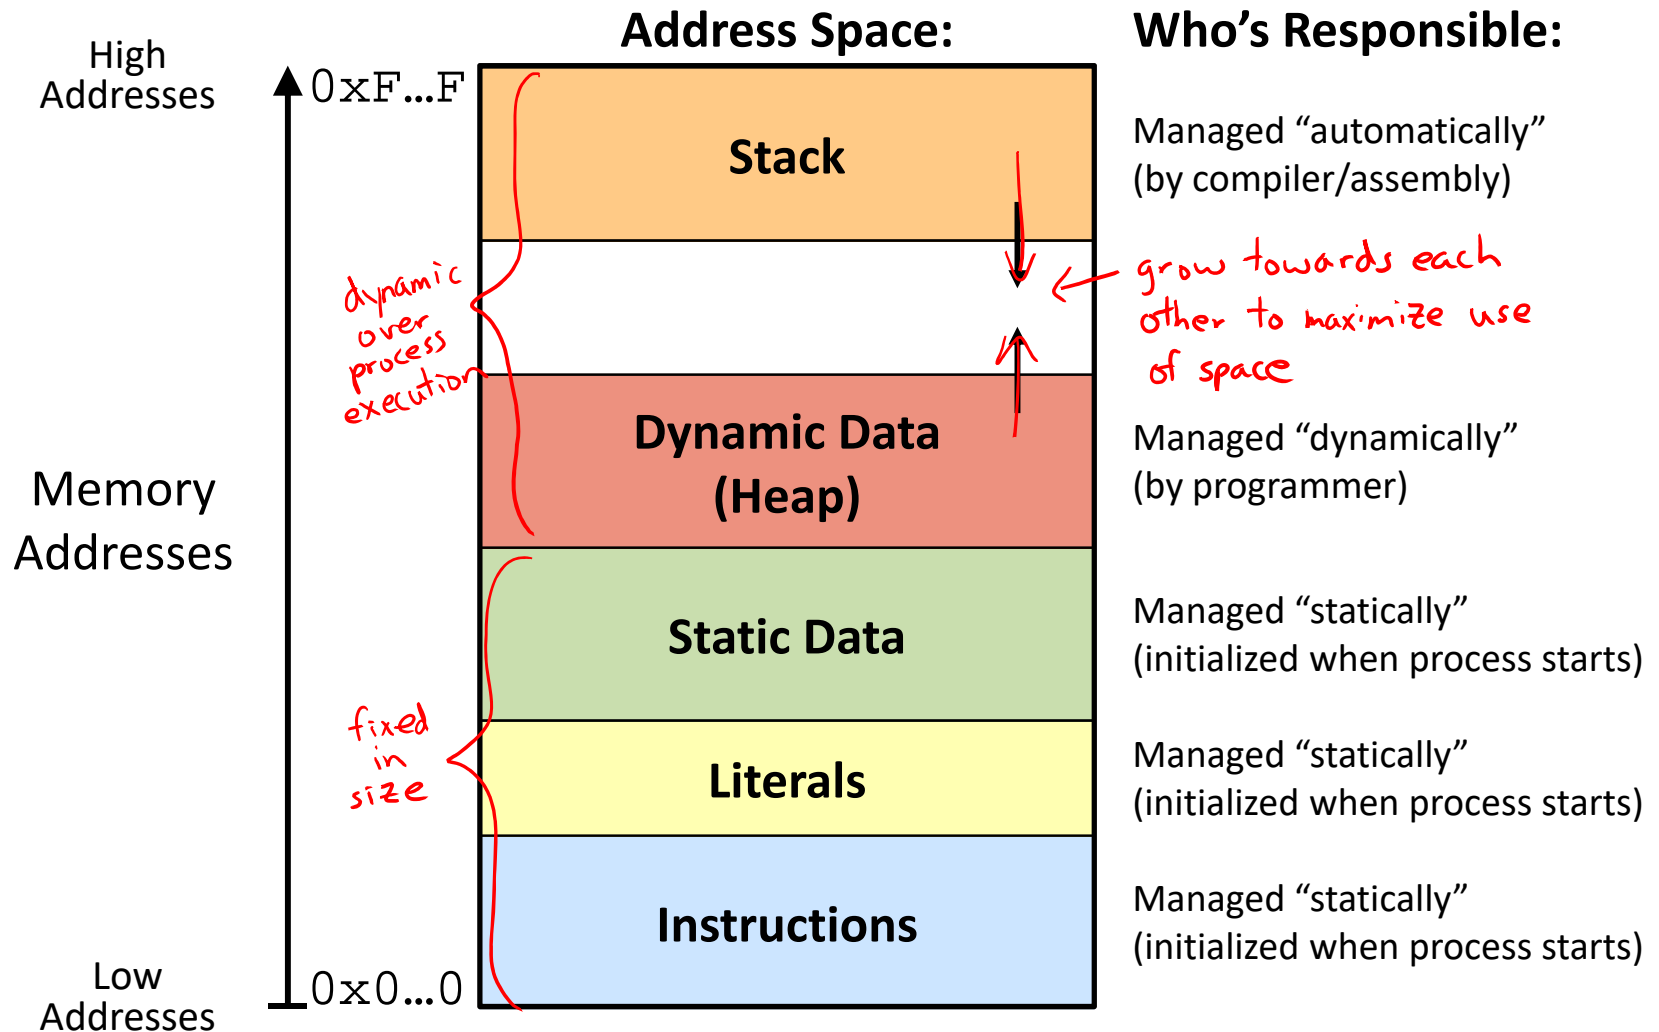 Address Space:
Who's Responsible:
High
Addresses
0xF…F
Stack
Managed “automatically”
(by compiler/assembly)
dynamic
over
process
execution
grow towards each
other to maximize use
of space
Dynamic Data
(Heap)
Managed “dynamically”
(by programmer)
Memory
Addresses
Static Data
Managed “statically”
(initialized when process starts)
fixed
in
size
Literals
Managed “statically”
(initialized when process starts)
Instructions
Managed “statically”
(initialized when process starts)
Low
Addresses
0x0…0